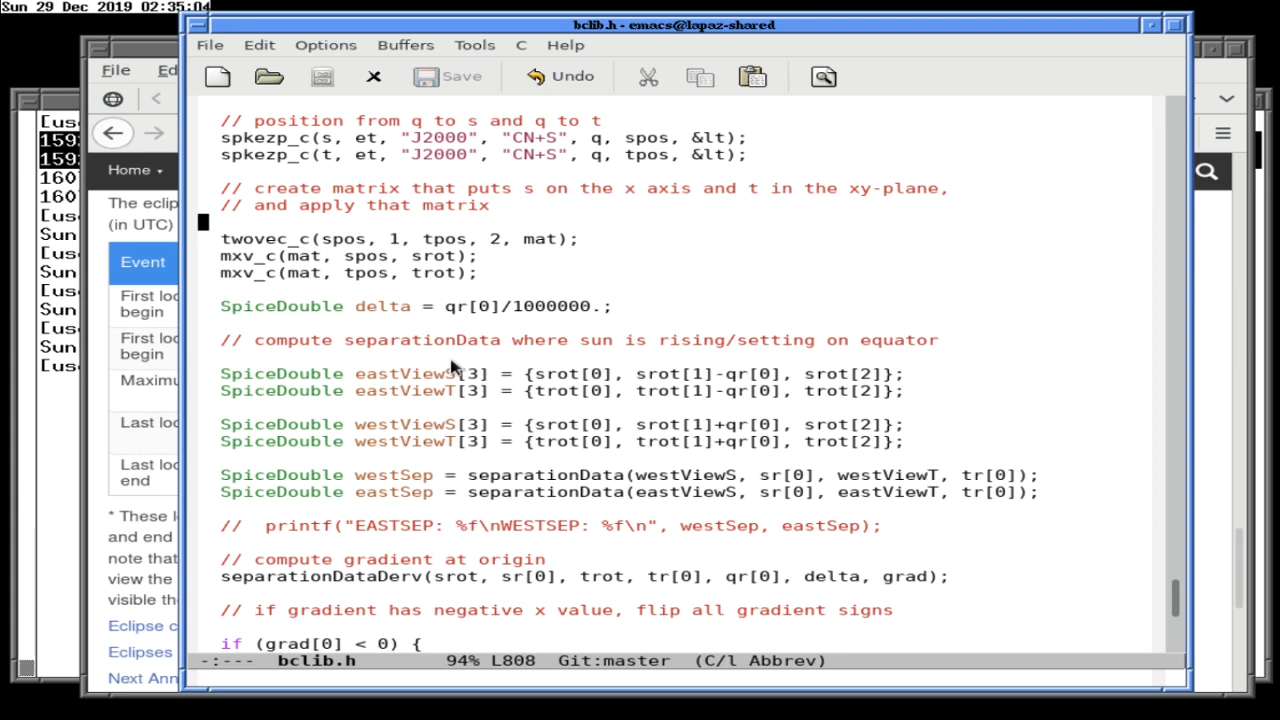 Sun 29 Dec 2019 02:35:04
bclib.h - emacs@lapaz-shared
File Edit Options Buffers Tools C Help
Save Undo
// position from q to s and q to t
spkezp_c(s, et, "J2000", "CN+S", q, spos, &lt);
spkezp_c(t, et, "J2000", "CN+S", q, tpos, &lt);
// create matrix that puts s on the x axis and t in the xy-plane,
// and apply that matrix
twovec_c(spos, 1, tpos, 2, mat);
mxv_c(mat, spos, srot);
mxv_c(mat, tpos, trot);
SpiceDouble delta = qr[0]/1000000.;
// compute separationData where sun is rising/setting on equator
SpiceDouble eastViewS[3] = {srot[0], srot[1]-qr[0], srot[2]};
SpiceDouble eastViewT[3] = {trot[0], trot[1]-qr[0], trot[2]};
SpiceDouble westViewS[3] = {srot[0], srot[1]+qr[0], srot[2]};
SpiceDouble westViewT[3] = {trot[0], trot[1]+qr[0], trot[2]};
SpiceDouble westSep = separationData(westViewS, sr[0], westViewT, tr[0]);
SpiceDouble eastSep = separationData(eastViewS, sr[0], eastViewT, tr[0]);
//  printf("EASTSEP: %f\nWESTSEP: %f\n", westSep, eastSep);
// compute gradient at origin
separationDataDerv(srot, sr[0], trot, tr[0], qr[0], delta, grad);
// if gradient has negative x value, flip all gradient signs
if (grad[0] < 0) {
-:--- bclib.h 94% L808 Git:master (C/l Abbrev)
File Ed
Home
The eclip
(in UTC)
Event
First loc
begin
First loc
begin
Maximu
Last loc
Last loc
end
* These l
and end
note that
view the
visible th
Eclipse c
Eclipses
Next Ann
[use
159
159
160
160
[use
Sun
[use
Sun
[use
Sun
[use
Sun
[use